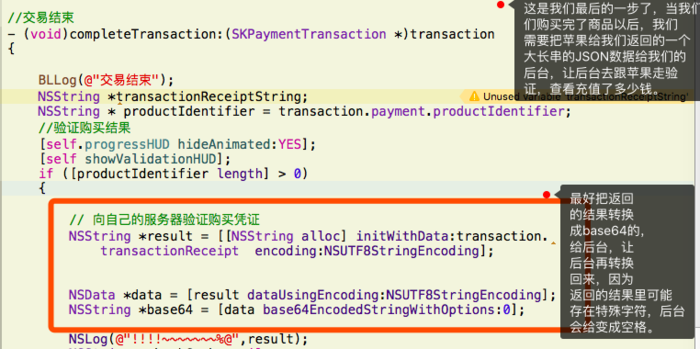 //交易结束
- (void)completeTransaction:(SKPaymentTransaction *)transaction
{
BLLog(@"交易结束");
NSString *transactionReceiptString;
Unused variable 'transactionReceiptString'
NSString * productIdentifier = transaction.payment.productIdentifier;
//验证购买结果
[self.progressHUD hideAnimated:YES];
[self showValidationHUD];
if ([productIdentifier length] > 0)
{
// 向自己的服务器验证购买凭证
NSString *result = [[NSString alloc] initWithData:transaction.
transactionReceipt encoding:NSUTF8StringEncoding];
NSData *data = [result dataUsingEncoding:NSUTF8StringEncoding];
NSString *base64 = [data base64EncodedStringWithOptions:0];
NSLog(@"!!!!~~~~~~~%@",result);
这是我们最后的一步了,当我们
们购买完了商品以后,我们
需要把苹果给我们返回的一个
大长串的JSON数据给我们的
后台,让后台去跟苹果走验
证,查看充值了多少钱。
最好把返回
的结果转换
成base64的,
给后台,让
后台再转换
回来,因为
返回的结果里可能
存在特殊字符,后台
会给变成空格。